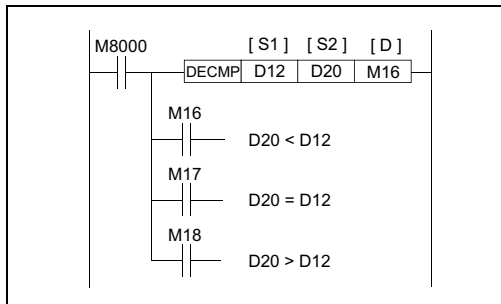 M8000 [ S1 ] [ S2 ] [ D ]
DECMP D12 D20 M16
M16
D20 < D12
M17
D20 = D12
M18
D20 > D12